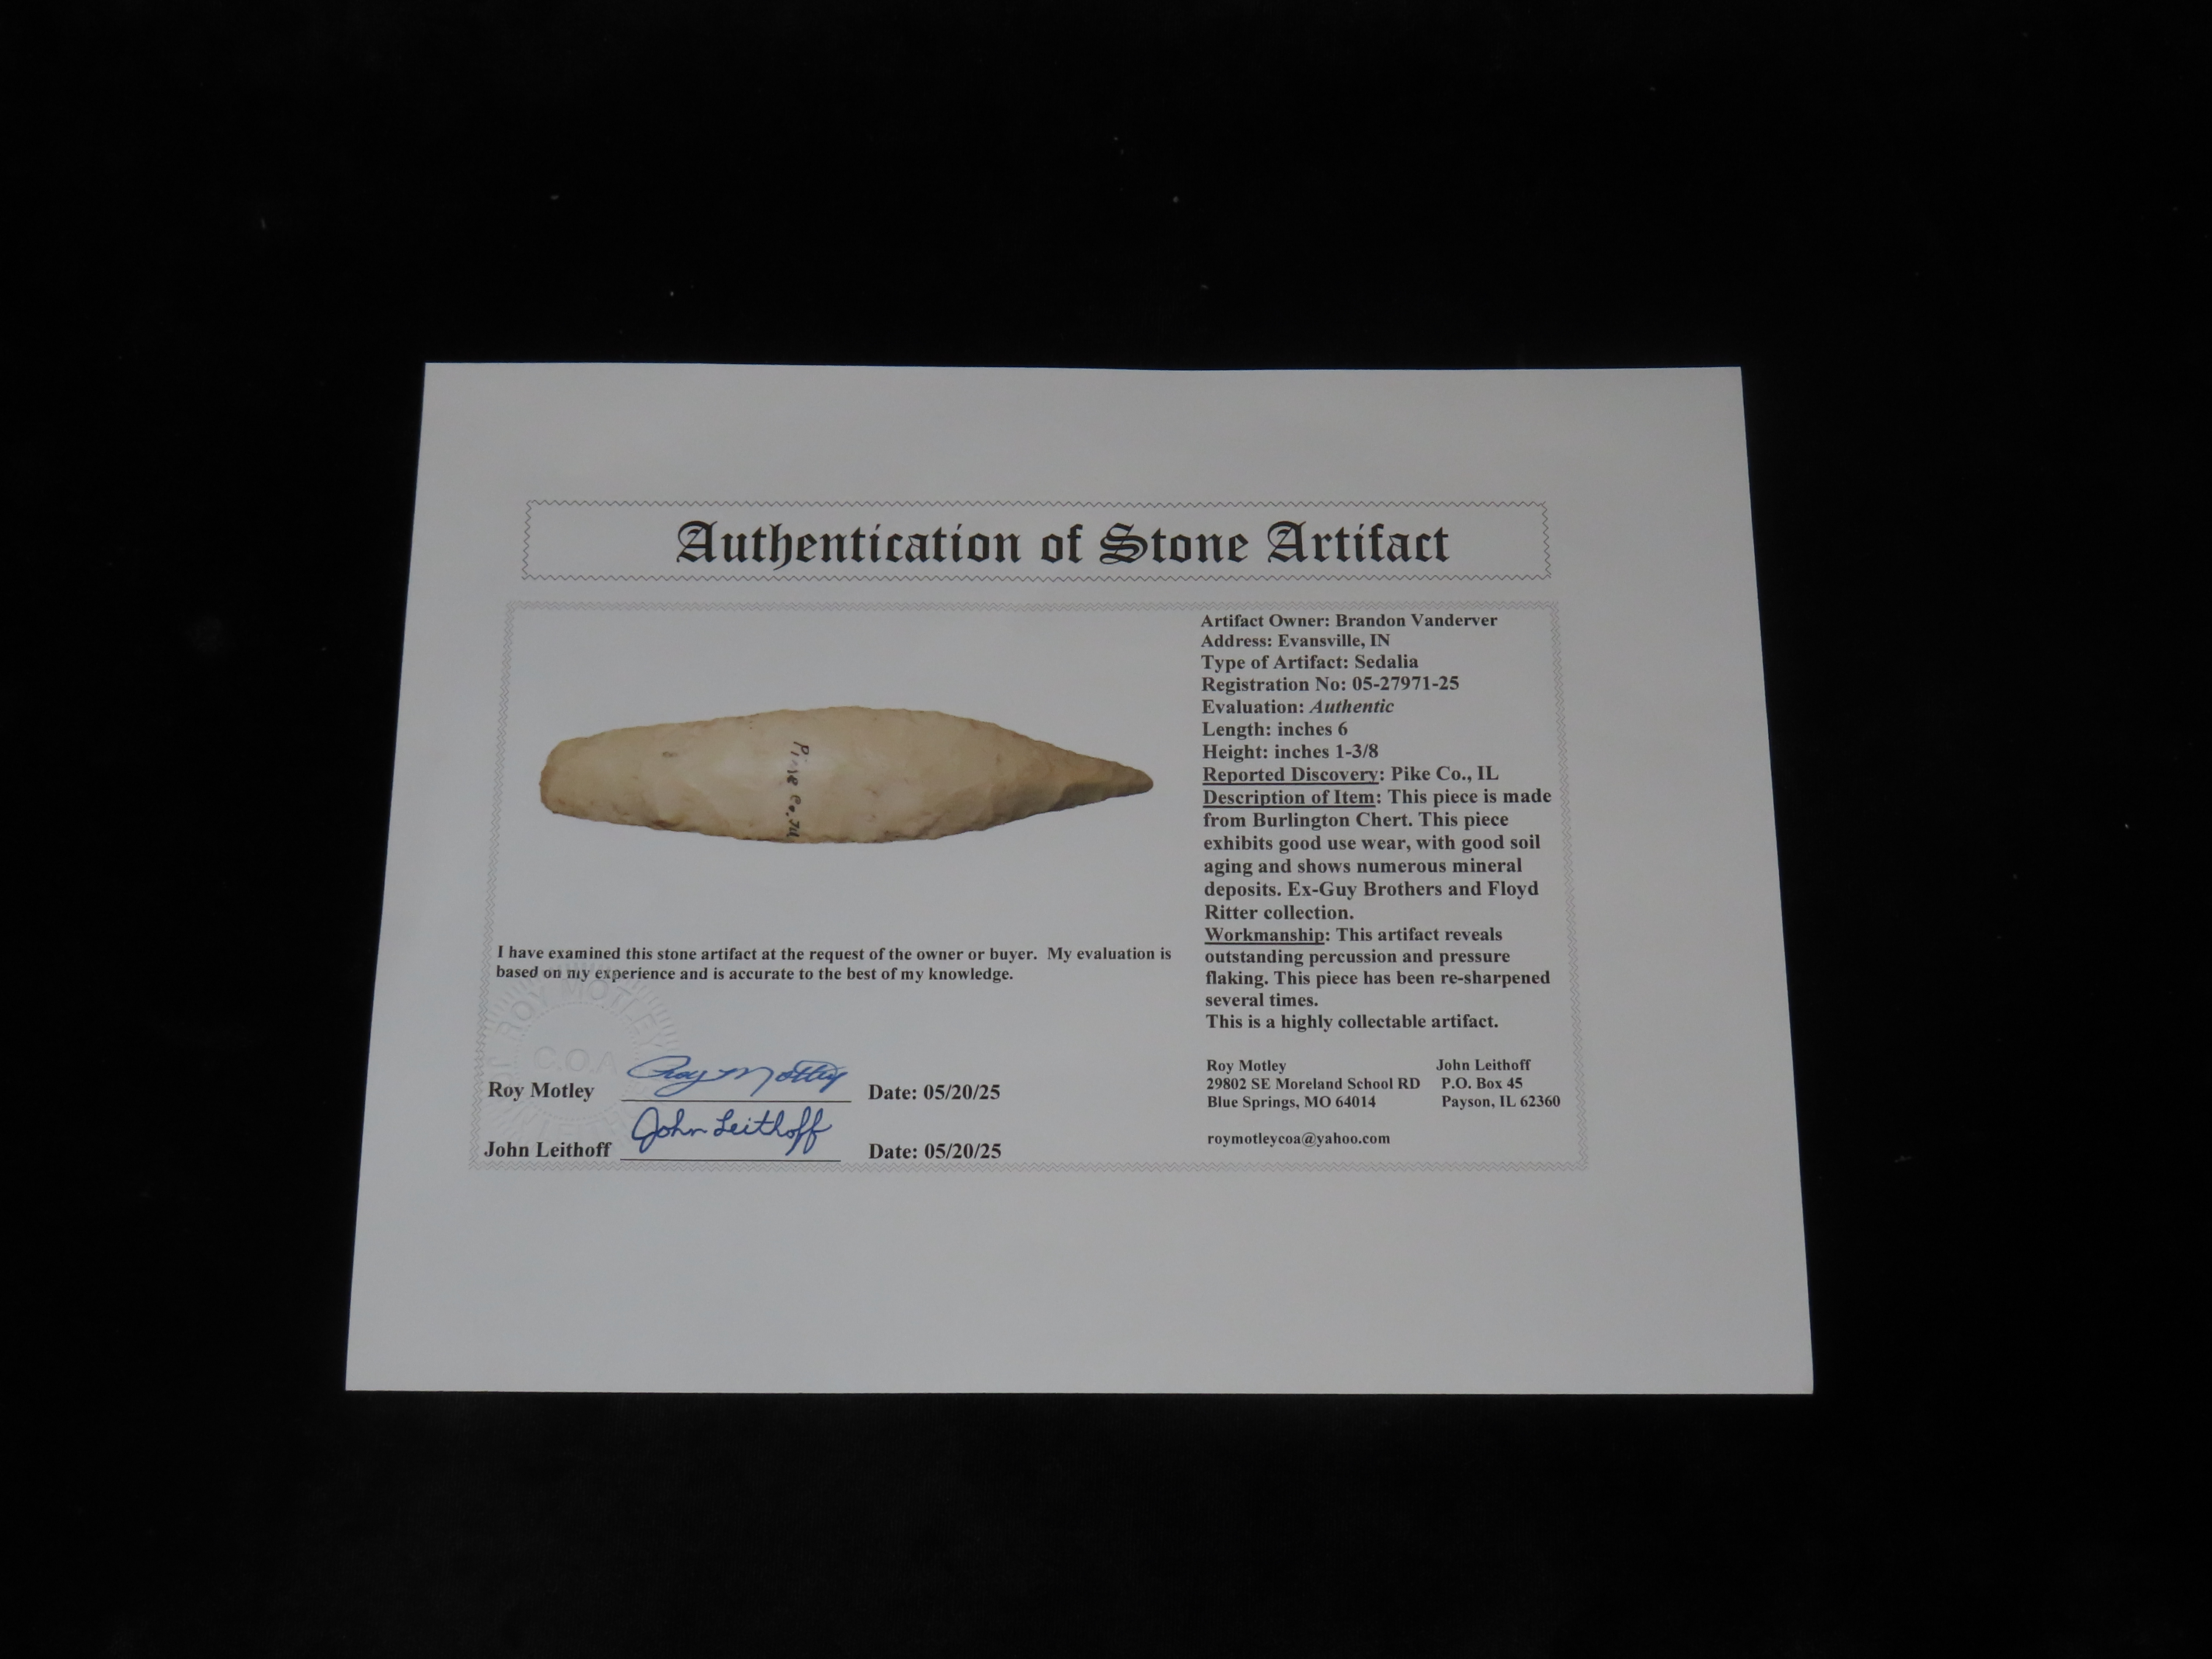 Authentication of Stone Artifact
Artifact Owner: Brandon Vanderver
Address: Evansville, IN
Type of Artifact: Sedalia
Registration No: 05-27971-25
Evaluation: Authentic
Length: inches 6
Height: inches 1-3/8
Reported Discovery: Pike Co., IL
Description of Item: This piece is made
from Burlington Chert. This piece
exhibits good use wear, with good soil
aging and shows numerous mineral
deposits. Ex-Guy Brothers and Floyd
Ritter collection.
Workmanship: This artifact reveals
outstanding percussion and pressure
flaking. This piece has been re-sharpened
several times.
This is a highly collectable artifact.
Co. Ill
I have examined this stone artifact at the request of the owner or buyer. My evaluation is
based on my experience and is accurate to the best of my knowledge.
ROY MOTLEY
C.O.A
Roy Motley Roy Motley Date: 05/20/25
John Leithoff John Leithoff Date: 05/20/25
Roy Motley John Leithoff
29802 SE Moreland School RD P.O. Box 45
Blue Springs, MO 64014 Payson, IL 62360
roymotleycoa@yahoo.com